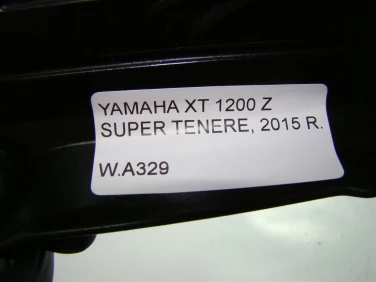 YAMAHA XT 1200 Z
SUPER TENERE, 2015 R.
W.A329